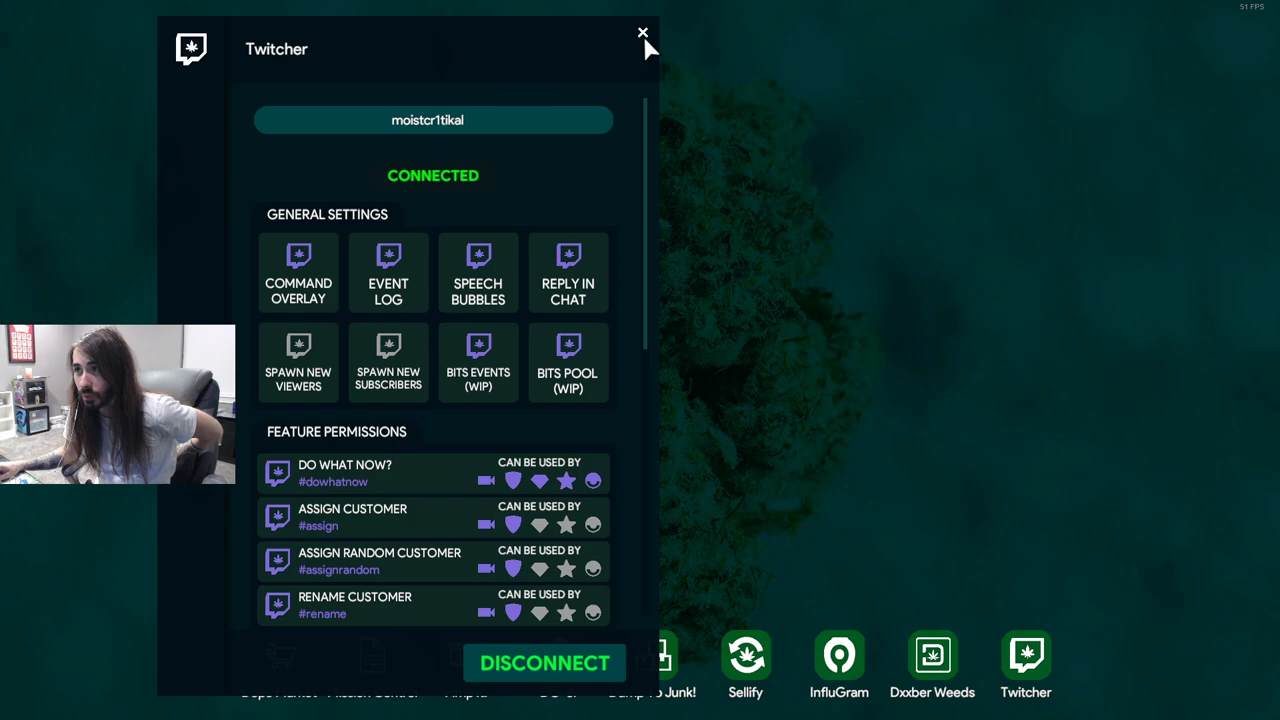 51 FPS
Twitcher
moistcr1tikal
CONNECTED
GENERAL SETTINGS
COMMAND
OVERLAY
EVENT
LOG
SPEECH
BUBBLES
REPLY IN
CHAT
SPAWN NEW
VIEWERS
SPAWN NEW
SUBSCRIBERS
BITS EVENTS
(WIP)
BITS POOL
(WIP)
FEATURE PERMISSIONS
DO WHAT NOW?
#dowhatnow
CAN BE USED BY
ASSIGN CUSTOMER
#assign
CAN BE USED BY
ASSIGN RANDOM CUSTOMER
#assignrandom
CAN BE USED BY
RENAME CUSTOMER
#rename
CAN BE USED BY
DISCONNECT
Junk!
Sellify
InfluGram
Dxxber Weeds
Twitcher